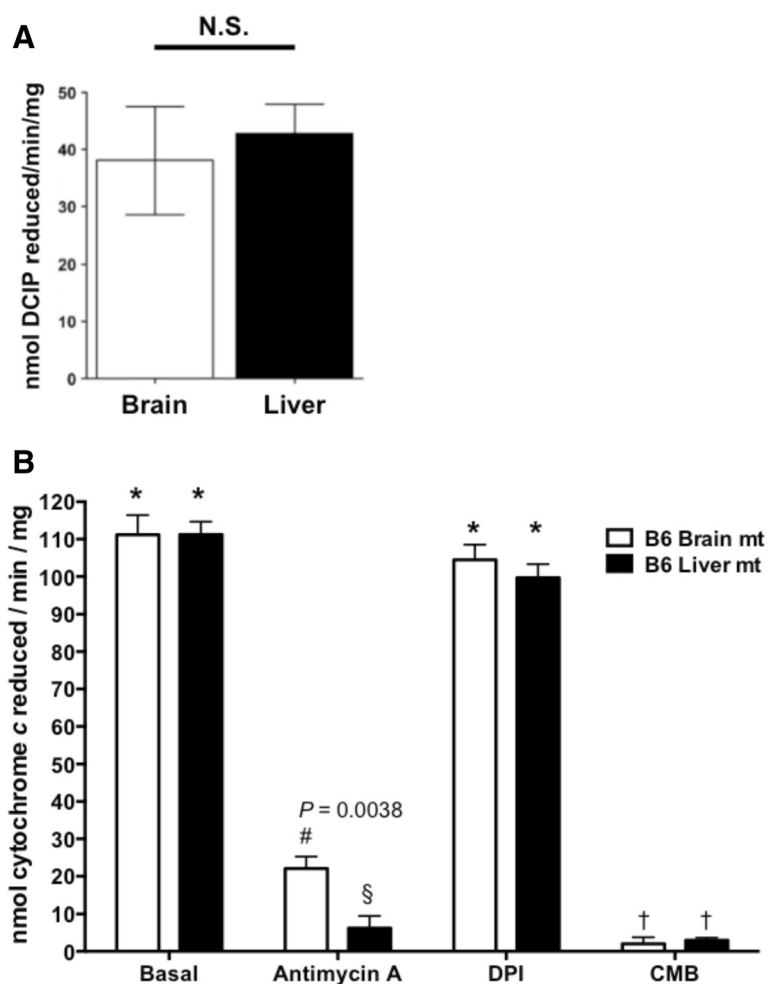 A
N.S.
nmol DCIP reduced/min/mg
50
40
30
20
10
0
Brain Liver
B
nmol cytochrome c reduced / min / mg
120
110
100
90
80
70
60
50
40
30
20
10
0
* *
* *
B6 Brain mt
B6 Liver mt
P = 0.0038
#
§
† †
Basal Antimycin A DPI CMB